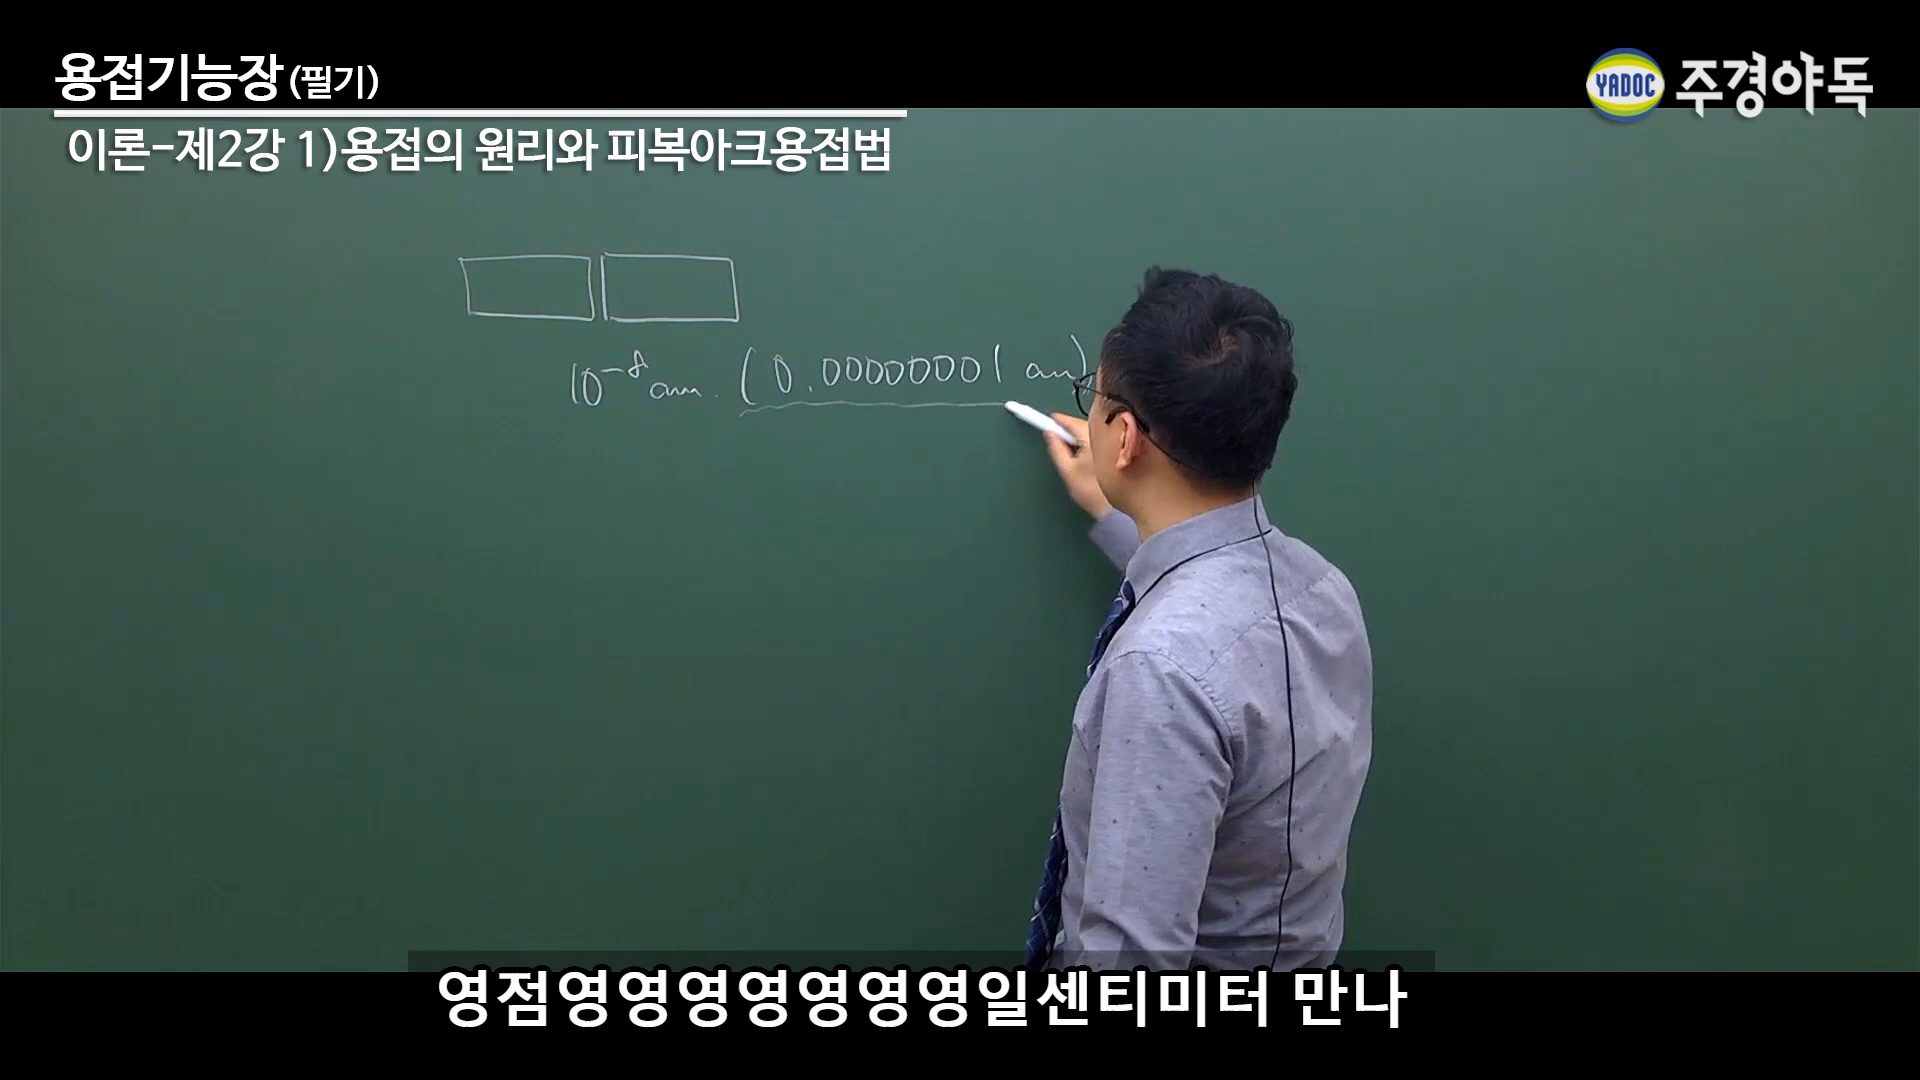 용접기능장(필기)
YADOC 주경야독
이론-제2강 1)용접의 원리와 피복아크용접법
10⁻⁸cm. (0.00000001 cm)
영점영영영영영영영일센티미터 만나